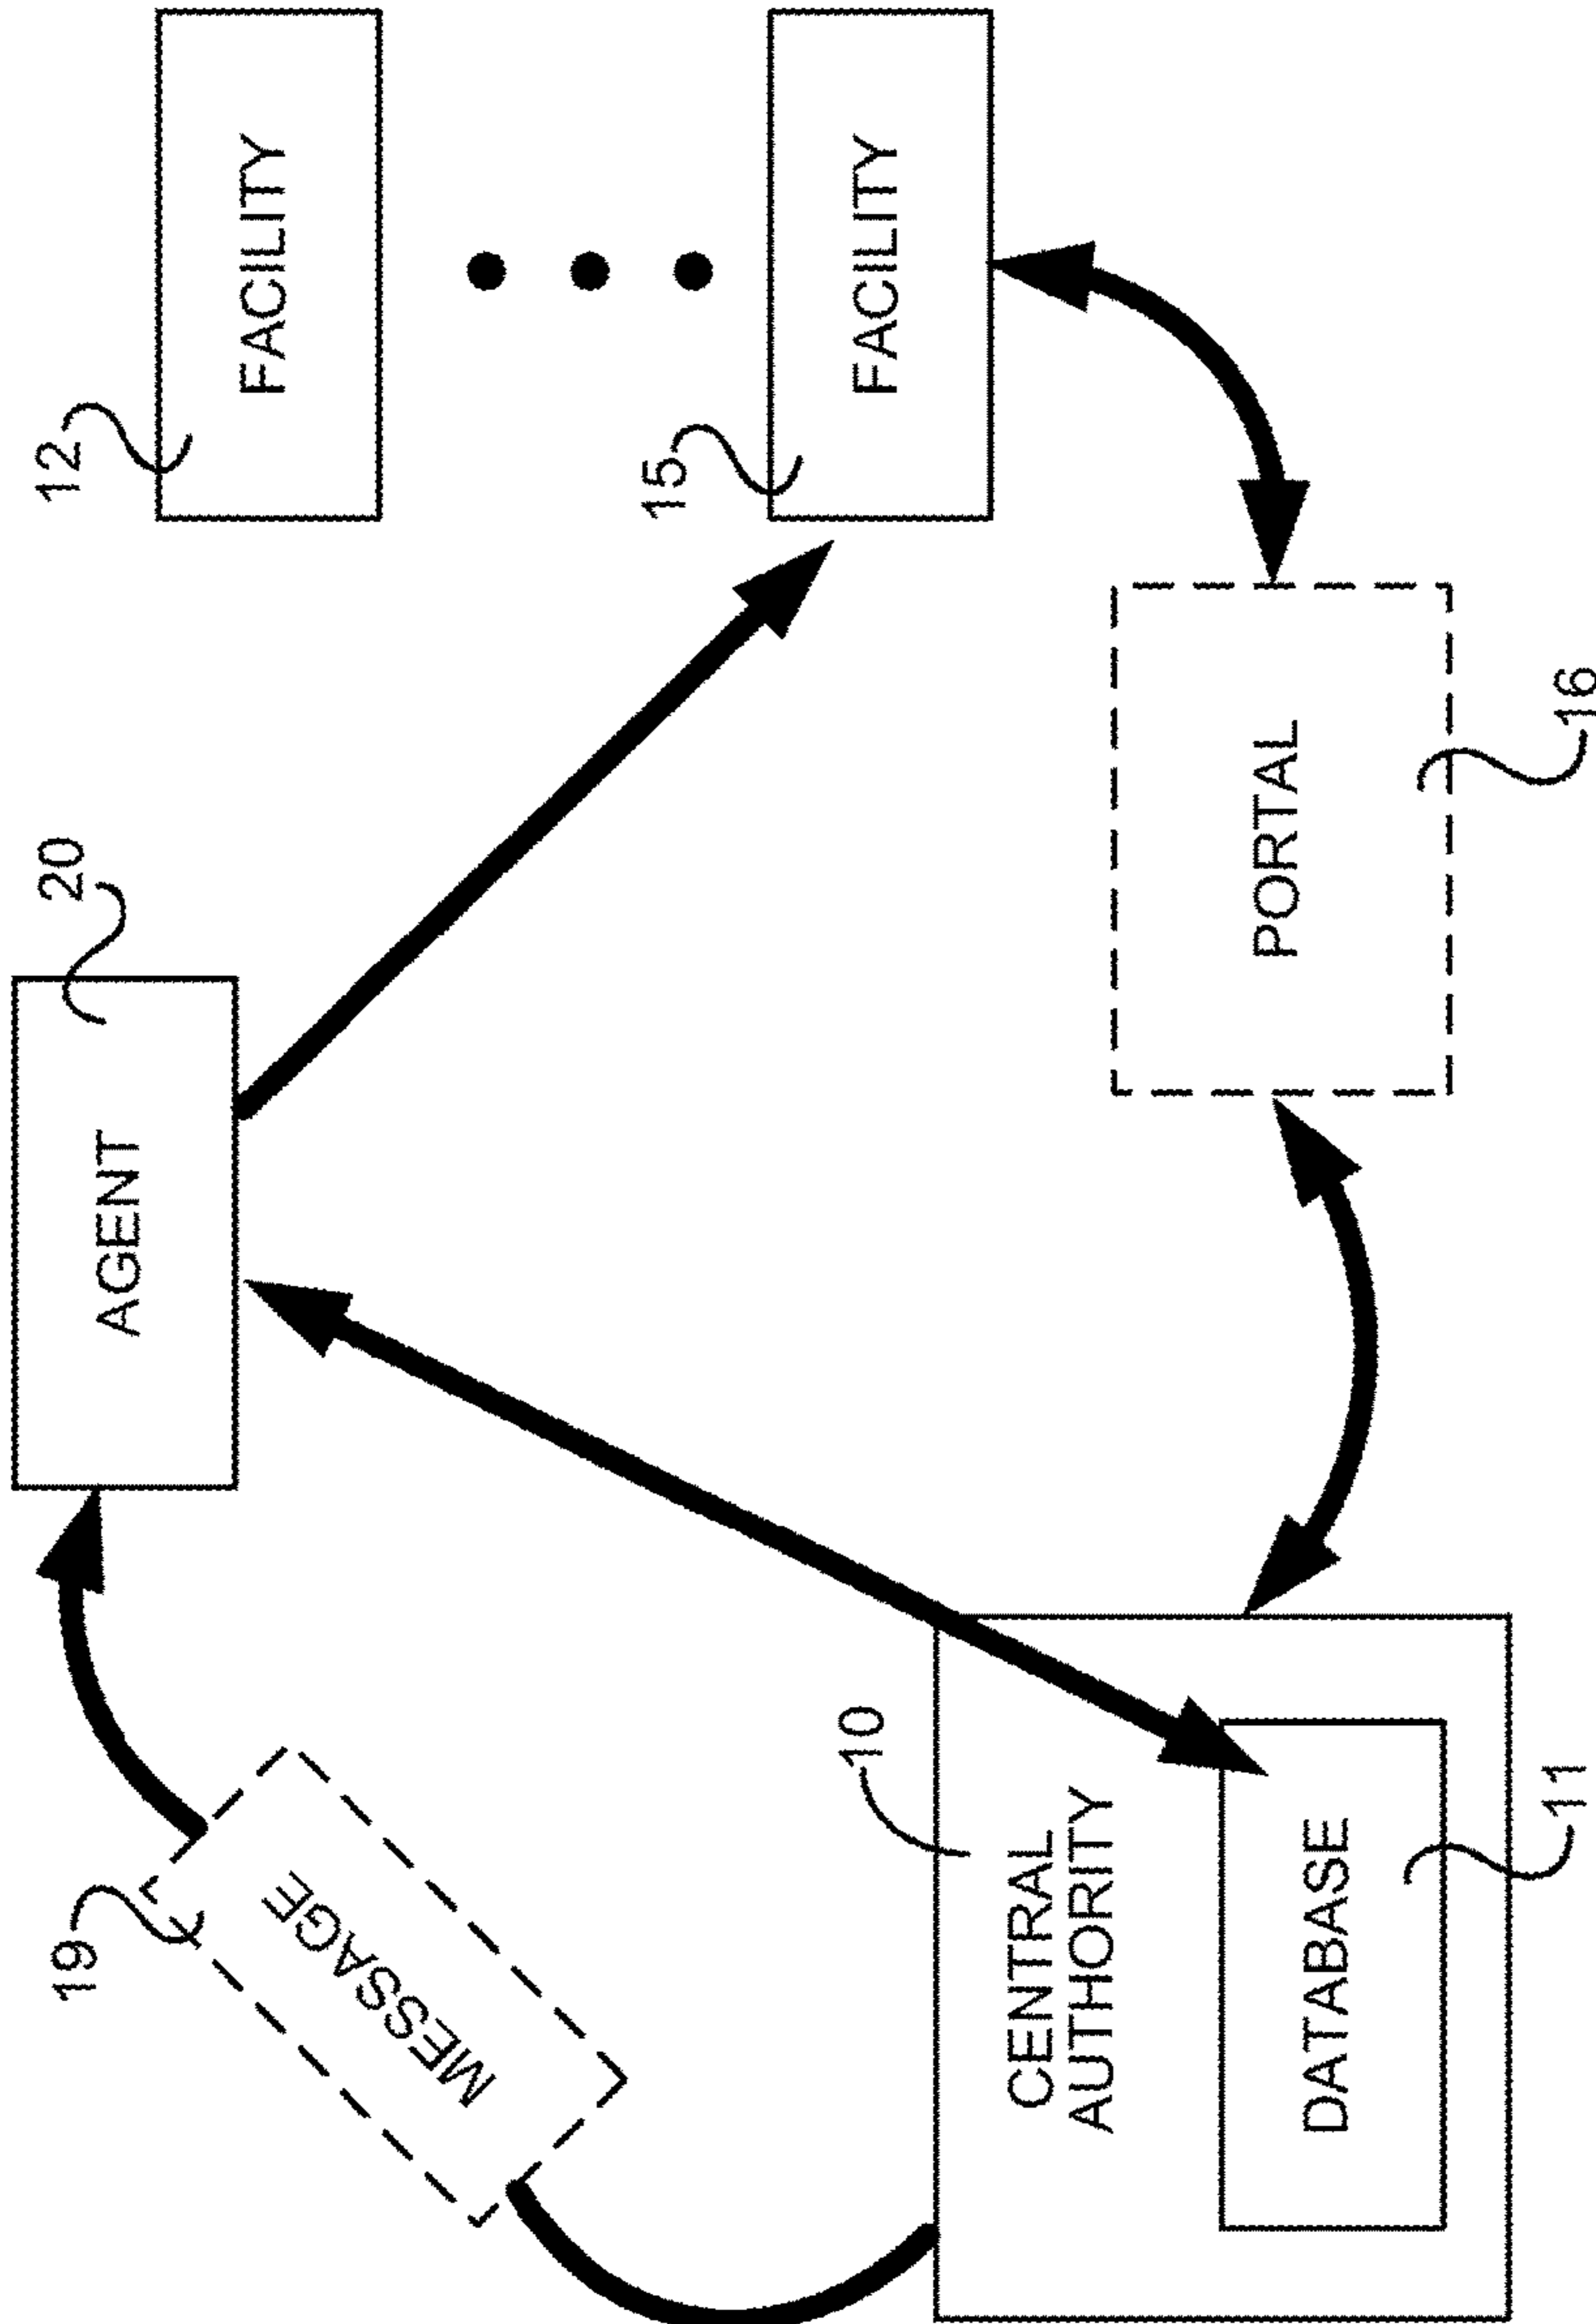 19
MESSAGE
20
AGENT
12
FACILITY
10
CENTRAL
AUTHORITY
DATABASE
11
15
FACILITY
PORTAL
16